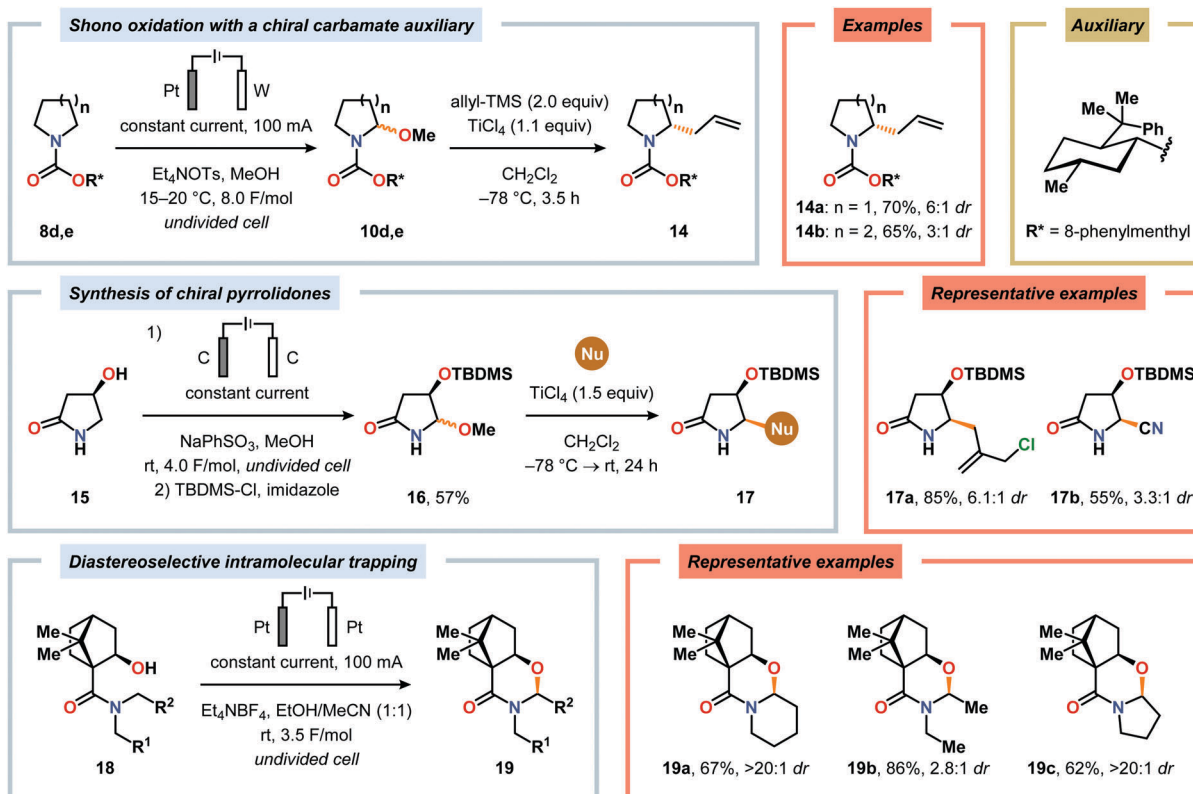 Shono oxidation with a chiral carbamate auxiliary
n
N
O
OR*
8d,e
Pt
W
constant current, 100 mA
Et₄NOTs, MeOH
15–20 °C, 8.0 F/mol
undivided cell
n
N
OMe
O
OR*
10d,e
allyl-TMS (2.0 equiv)
TiCl₄ (1.1 equiv)
CH₂Cl₂
–78 °C, 3.5 h
n
N
O
OR*
14
Examples
n
N
O
OR*
14a: n = 1, 70%, 6:1 dr
14b: n = 2, 65%, 3:1 dr
Auxiliary
Me
Me
Ph
Me
R* = 8-phenylmenthyl
Synthesis of chiral pyrrolidones
OH
O
N
H
15
1)
C
C
constant current
NaPhSO₃, MeOH
rt, 4.0 F/mol, undivided cell
2) TBDMS-Cl, imidazole
OTBDMS
O
N
H
OMe
16, 57%
Nu
TiCl₄ (1.5 equiv)
CH₂Cl₂
–78 °C → rt, 24 h
OTBDMS
O
N
H
Nu
17
Representative examples
OTBDMS
O
N
H
Cl
17a, 85%, 6.1:1 dr
OTBDMS
O
N
H
CN
17b, 55%, 3.3:1 dr
Diastereoselective intramolecular trapping
Me
Me
OH
O
N
R²
R¹
18
Pt
Pt
constant current, 100 mA
Et₄NBF₄, EtOH/MeCN (1:1)
rt, 3.5 F/mol
undivided cell
Me
Me
O
O
N
R²
R¹
19
Representative examples
Me
Me
O
O
N
19a, 67%, >20:1 dr
Me
Me
O
O
N
Me
Me
19b, 86%, 2.8:1 dr
Me
Me
O
O
N
19c, 62%, >20:1 dr